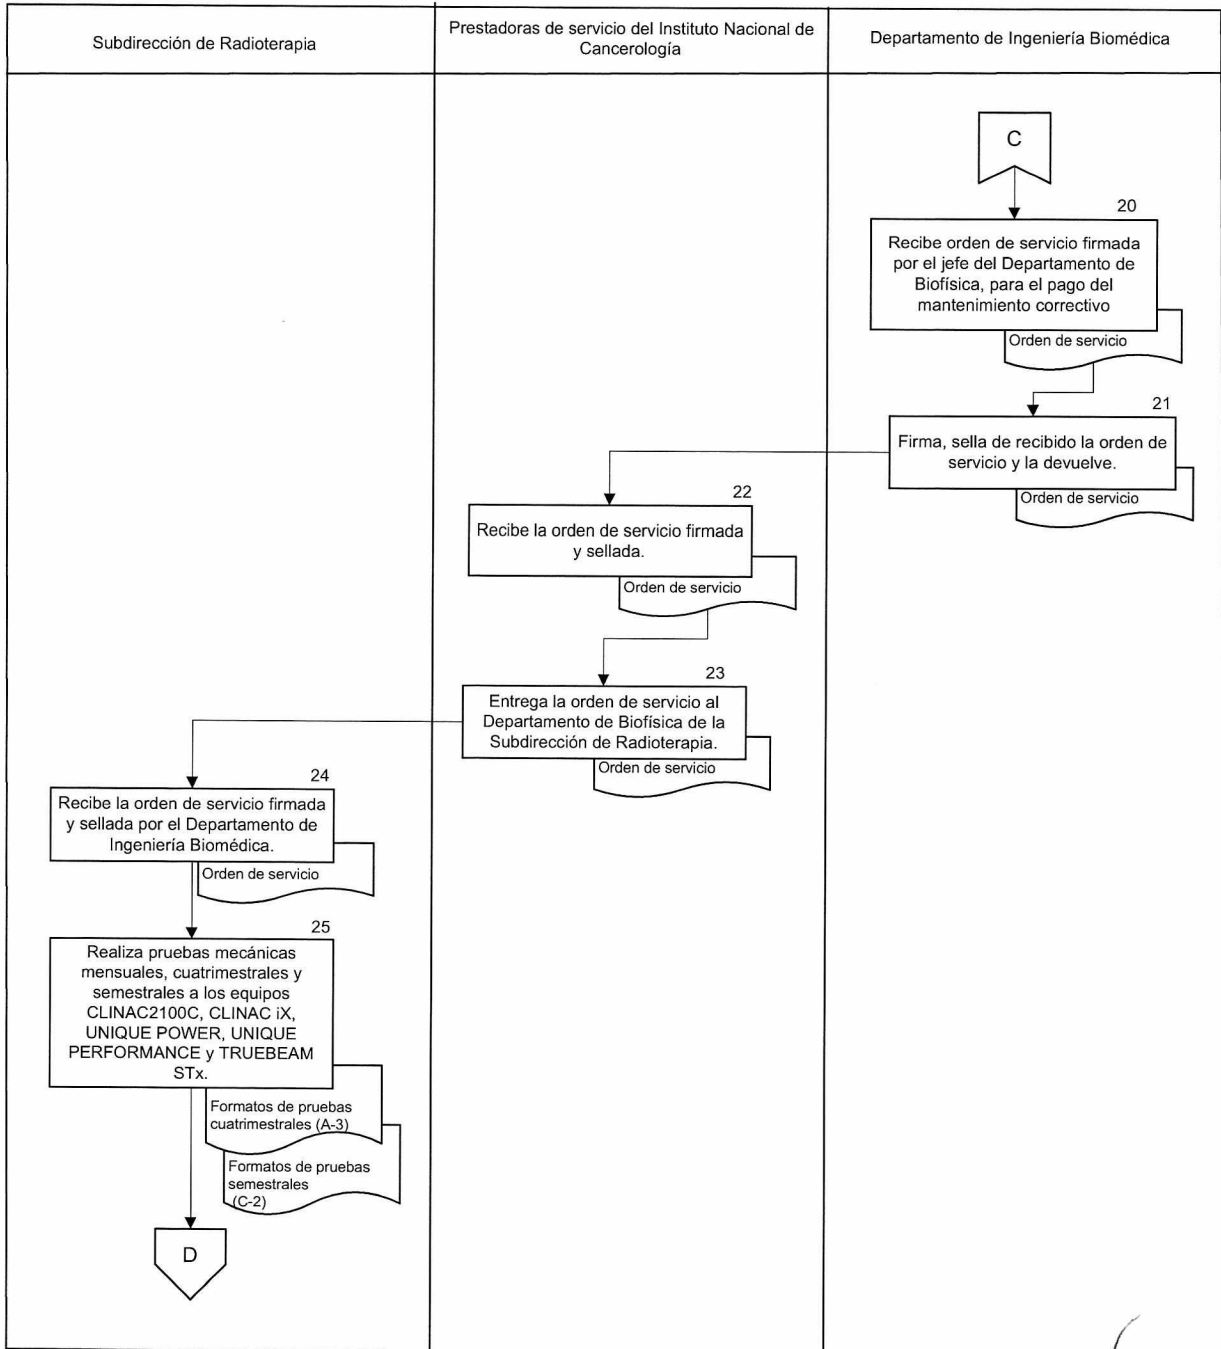 Subdirección de Radioterapia
Prestadoras de servicio del Instituto Nacional de
Cancerología
Departamento de Ingeniería Biomédica
C
20
Recibe orden de servicio firmada
por el jefe del Departamento de
Biofísica, para el pago del
mantenimiento correctivo
Orden de servicio
21
Firma, sella de recibido la orden de
servicio y la devuelve.
Orden de servicio
22
Recibe la orden de servicio firmada
y sellada.
Orden de servicio
23
Entrega la orden de servicio al
Departamento de Biofísica de la
Subdirección de Radioterapia.
Orden de servicio
24
Recibe la orden de servicio firmada
y sellada por el Departamento de
Ingeniería Biomédica.
Orden de servicio
25
Realiza pruebas mecánicas
mensuales, cuatrimestrales y
semestrales a los equipos
CLINAC2100C, CLINAC iX,
UNIQUE POWER, UNIQUE
PERFORMANCE y TRUEBEAM
STx.
Formatos de pruebas
cuatrimestrales (A-3)
Formatos de pruebas
semestrales
(C-2)
D